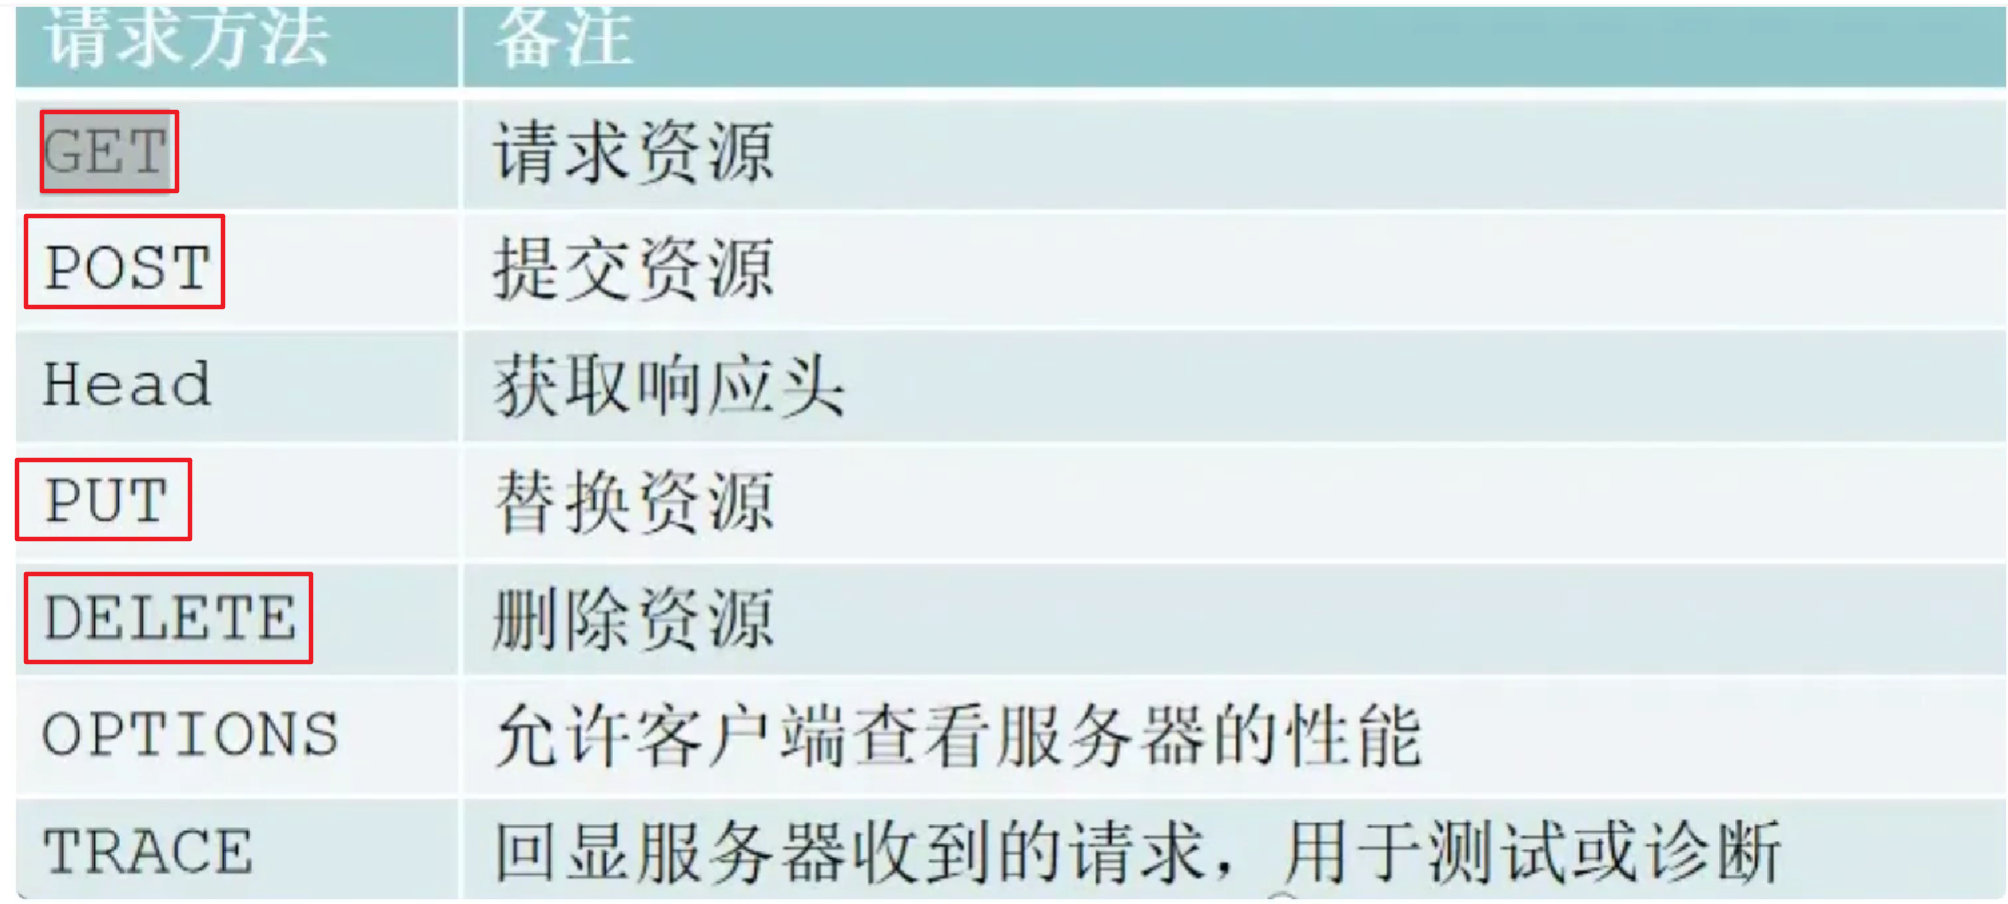 请求方法 备注
GET 请求资源
POST 提交资源
Head 获取响应头
PUT 替换资源
DELETE 删除资源
OPTIONS 允许客户端查看服务器的性能
TRACE 回显服务器收到的请求，用于测试或诊断